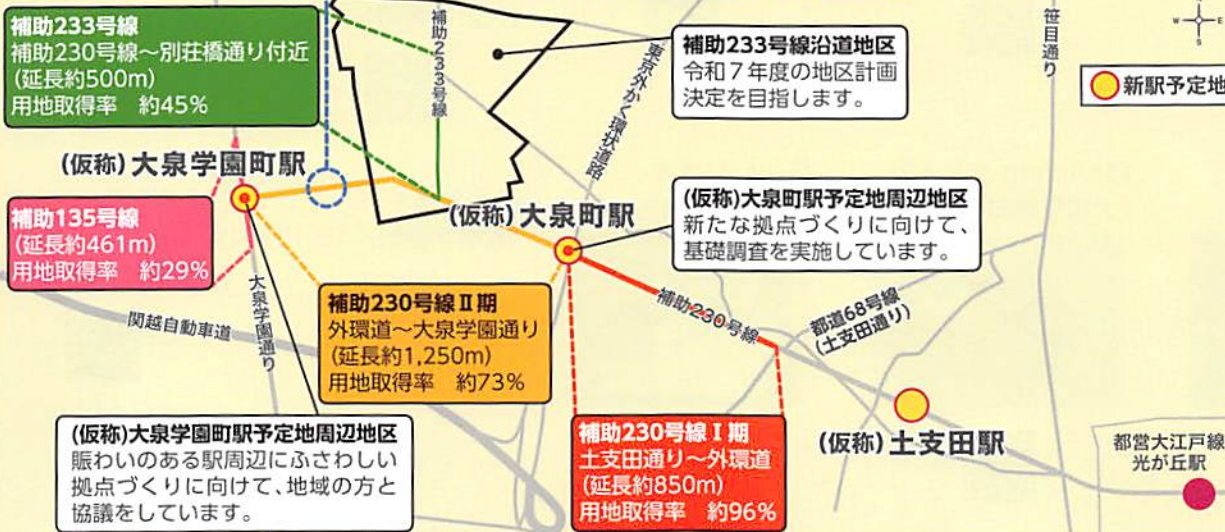 補助233号線
補助230号線～別荘橋通り付近
(延長約500m)
用地取得率　約45%
補助233号線
東京外かく環状道路
補助233号線沿道地区
令和7年度の地区計画
決定を目指します。
笹目通り
N
W
E
S
新駅予定地
(仮称)大泉学園町駅
補助135号線
(延長約461m)
用地取得率　約29%
大泉学園通り
関越自動車道
(仮称)大泉町駅
(仮称)大泉町駅予定地周辺地区
新たな拠点づくりに向けて、
基礎調査を実施しています。
補助230号線Ⅱ期
外環道～大泉学園通り
(延長約1,250m)
用地取得率　約73%
補助230号線
都道68号線
(土支田通り)
(仮称)大泉学園町駅予定地周辺地区
賑わいのある駅周辺にふさわしい
拠点づくりに向けて、地域の方と
協議をしています。
補助230号線Ⅰ期
土支田通り～外環道
(延長約850m)
用地取得率　約96%
(仮称)土支田駅
都営大江戸線
光が丘駅